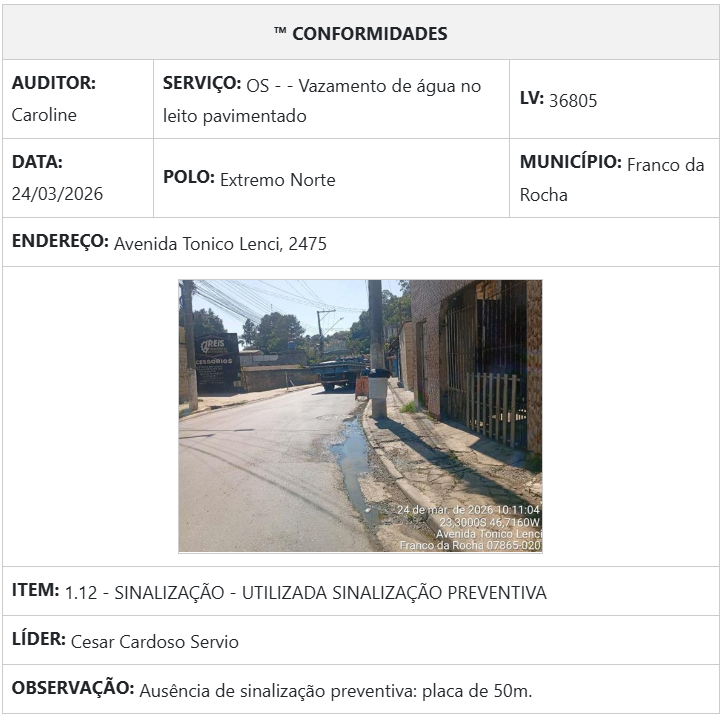 ™ CONFORMIDADES
AUDITOR:
Caroline
SERVIÇO: OS - - Vazamento de água no
leito pavimentado
LV: 36805
DATA:
24/03/2026
POLO: Extremo Norte
MUNICÍPIO: Franco da
Rocha
ENDEREÇO: Avenida Tonico Lenci, 2475
REIS
CESSÓRIOS
24 de mar. de 2026 10:11:04
23,3000S 46,7160W
Avenida Tonico Lenci
Franco da Rocha 07865-020
ITEM: 1.12 - SINALIZAÇÃO - UTILIZADA SINALIZAÇÃO PREVENTIVA
LÍDER: Cesar Cardoso Servio
OBSERVAÇÃO: Ausência de sinalização preventiva: placa de 50m.